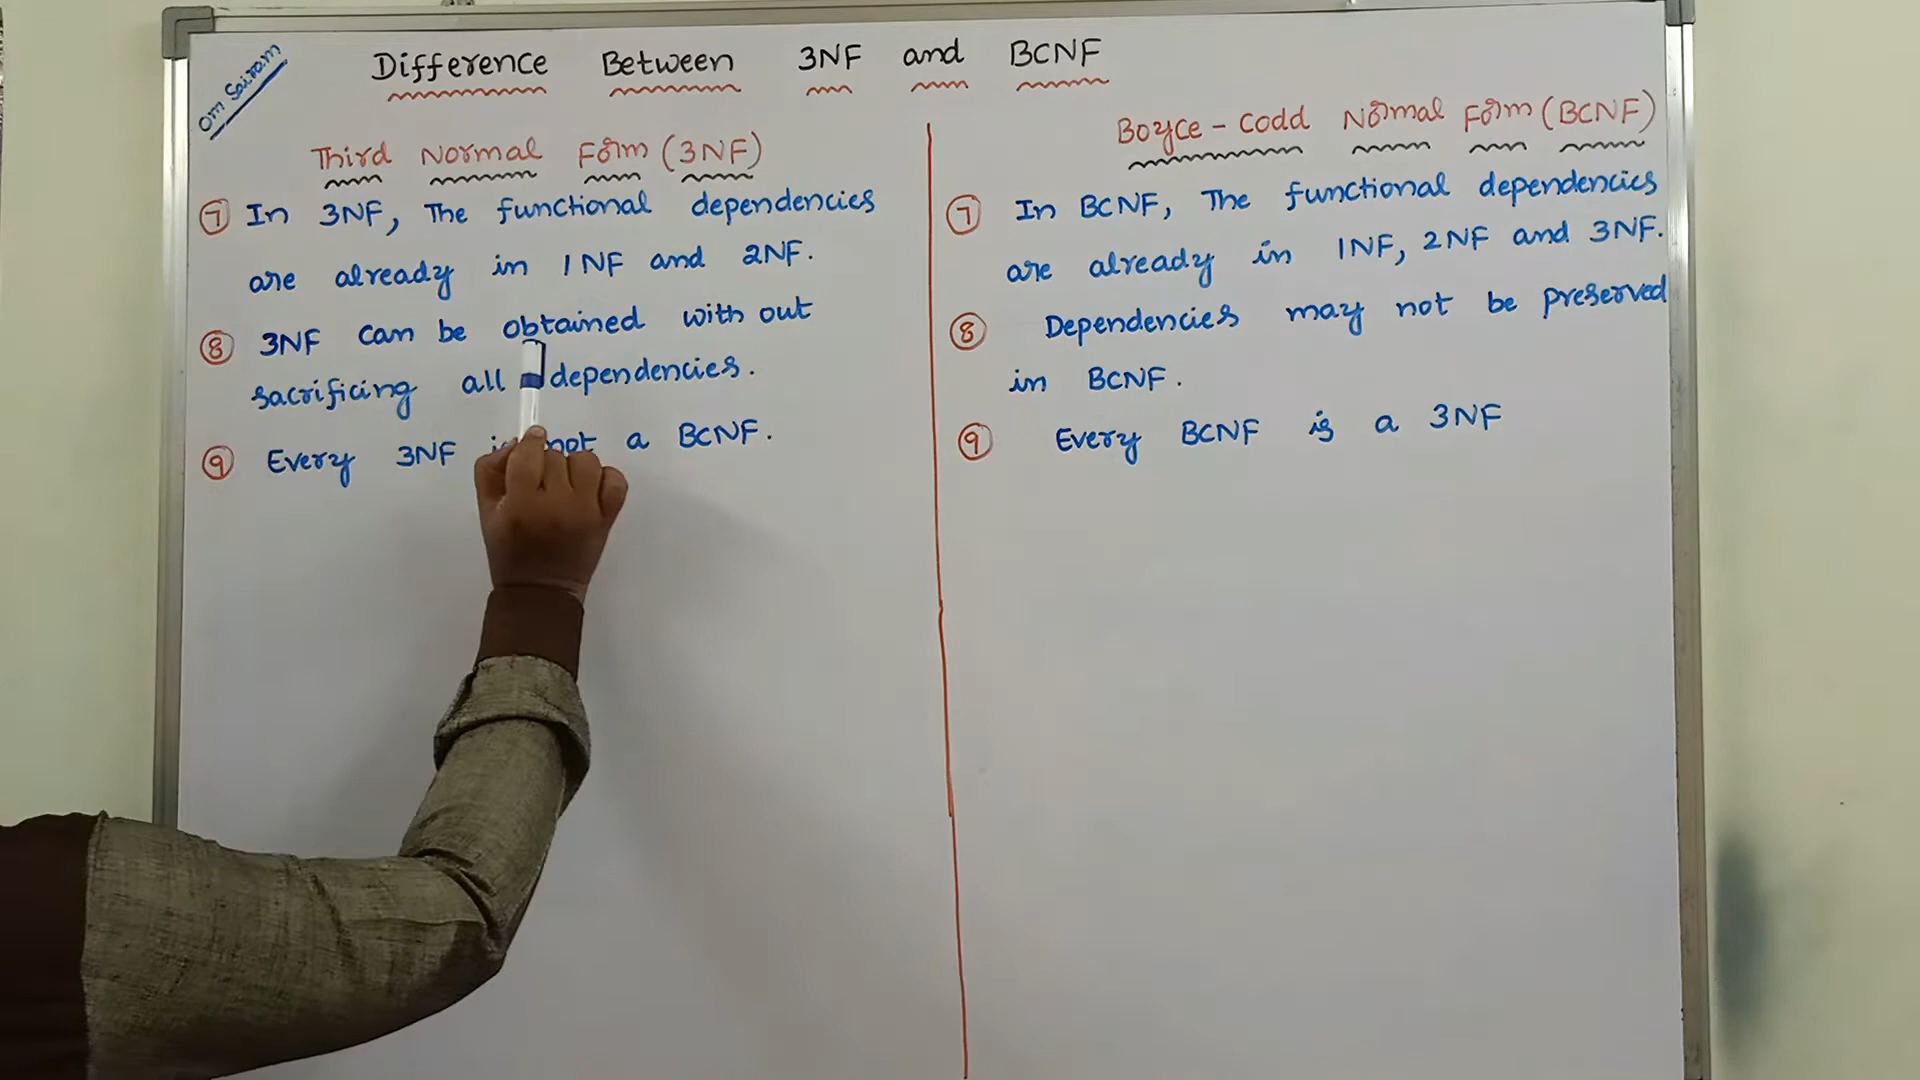 Om Sairam
Difference Between 3NF and BCNF
Third Normal Form (3NF)
7 In 3NF, The functional dependencies
are already in 1NF and 2NF.
8 3NF can be obtained with out
sacrificing all dependencies.
9 Every 3NF is not a BCNF.
Boyce-Codd Normal Form (BCNF)
7 In BCNF, The functional dependencies
are already in 1NF, 2NF and 3NF.
8 Dependencies may not be preserved
in BCNF.
9 Every BCNF is a 3NF